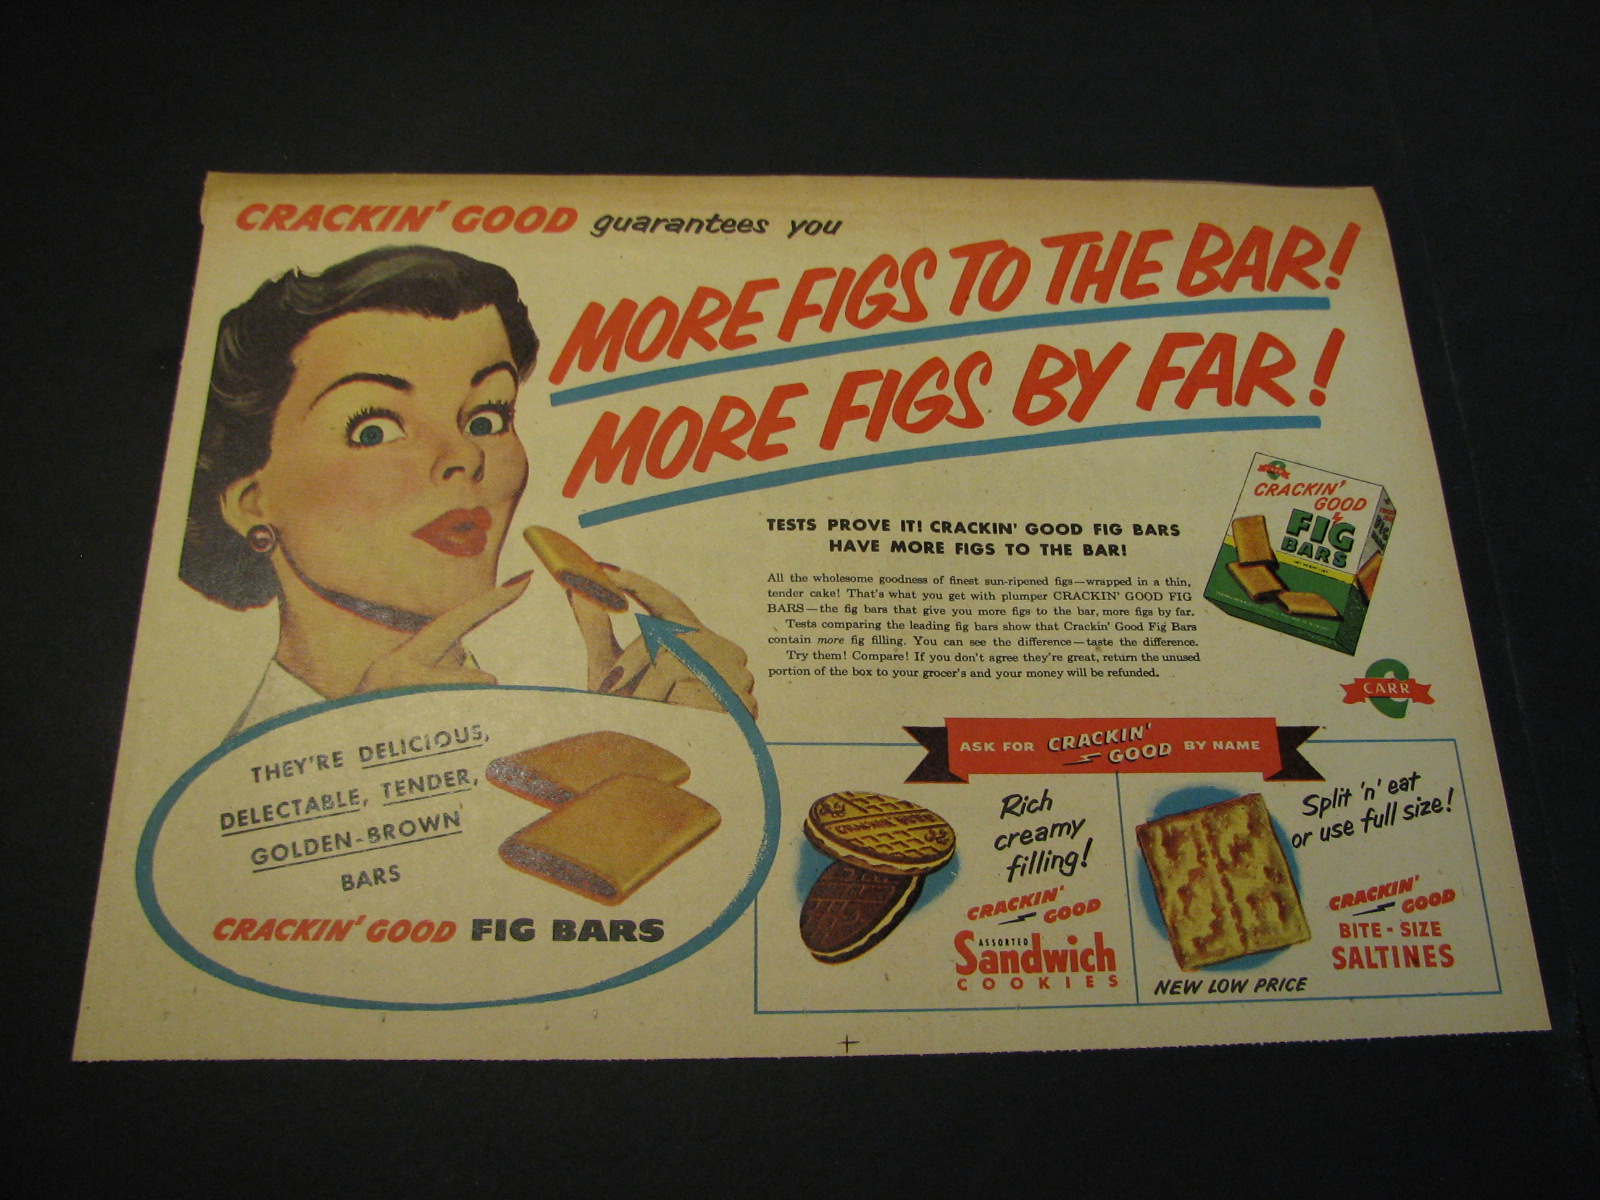 CRACKIN' GOOD guarantees you
MORE FIGS TO THE BAR!
MORE FIGS BY FAR!
TESTS PROVE IT! CRACKIN' GOOD FIG BARS
HAVE MORE FIGS TO THE BAR!
All the wholesome goodness of finest sun-ripened figs—wrapped in a thin,
tender cake! That's what you get with plumper CRACKIN' GOOD FIG
BARS—the fig bars that give you more figs to the bar, more figs by far.
Tests comparing the leading fig bars show that Crackin' Good Fig Bars
contain more fig filling. You can see the difference—taste the difference.
Try them! Compare! If you don't agree they're great, return the unused
portion of the box to your grocer's and your money will be refunded.
CRACKIN'
GOOD
FIG
BARS
CARR
THEY'RE DELICIOUS,
DELECTABLE, TENDER,
GOLDEN-BROWN
BARS
CRACKIN' GOOD FIG BARS
ASK FOR CRACKIN' GOOD BY NAME
Rich
creamy
filling!
CRACKIN'
GOOD
ASSORTED
Sandwich
COOKIES
Split 'n' eat
or use full size!
CRACKIN'
GOOD
BITE-SIZE
SALTINES
NEW LOW PRICE